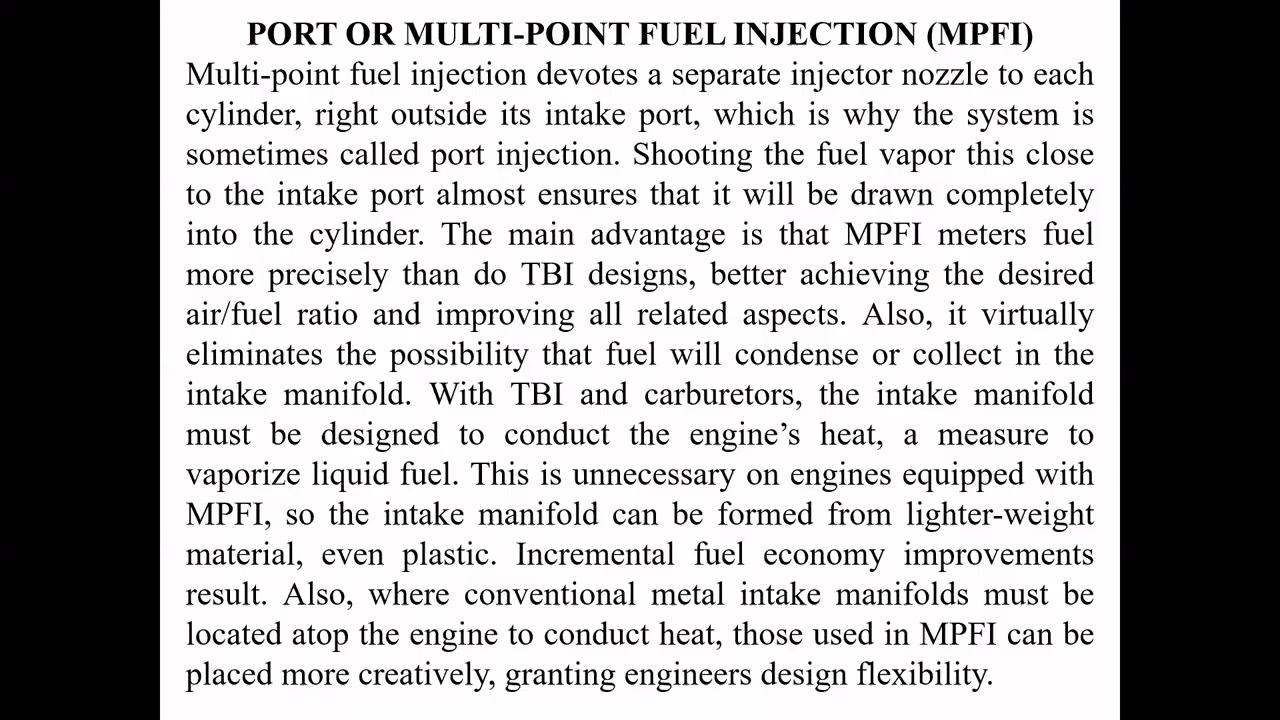 PORT OR MULTI-POINT FUEL INJECTION (MPFI)
Multi-point fuel injection devotes a separate injector nozzle to each
cylinder, right outside its intake port, which is why the system is
sometimes called port injection. Shooting the fuel vapor this close
to the intake port almost ensures that it will be drawn completely
into the cylinder. The main advantage is that MPFI meters fuel
more precisely than do TBI designs, better achieving the desired
air/fuel ratio and improving all related aspects. Also, it virtually
eliminates the possibility that fuel will condense or collect in the
intake manifold. With TBI and carburetors, the intake manifold
must be designed to conduct the engine’s heat, a measure to
vaporize liquid fuel. This is unnecessary on engines equipped with
MPFI, so the intake manifold can be formed from lighter-weight
material, even plastic. Incremental fuel economy improvements
result. Also, where conventional metal intake manifolds must be
located atop the engine to conduct heat, those used in MPFI can be
placed more creatively, granting engineers design flexibility.